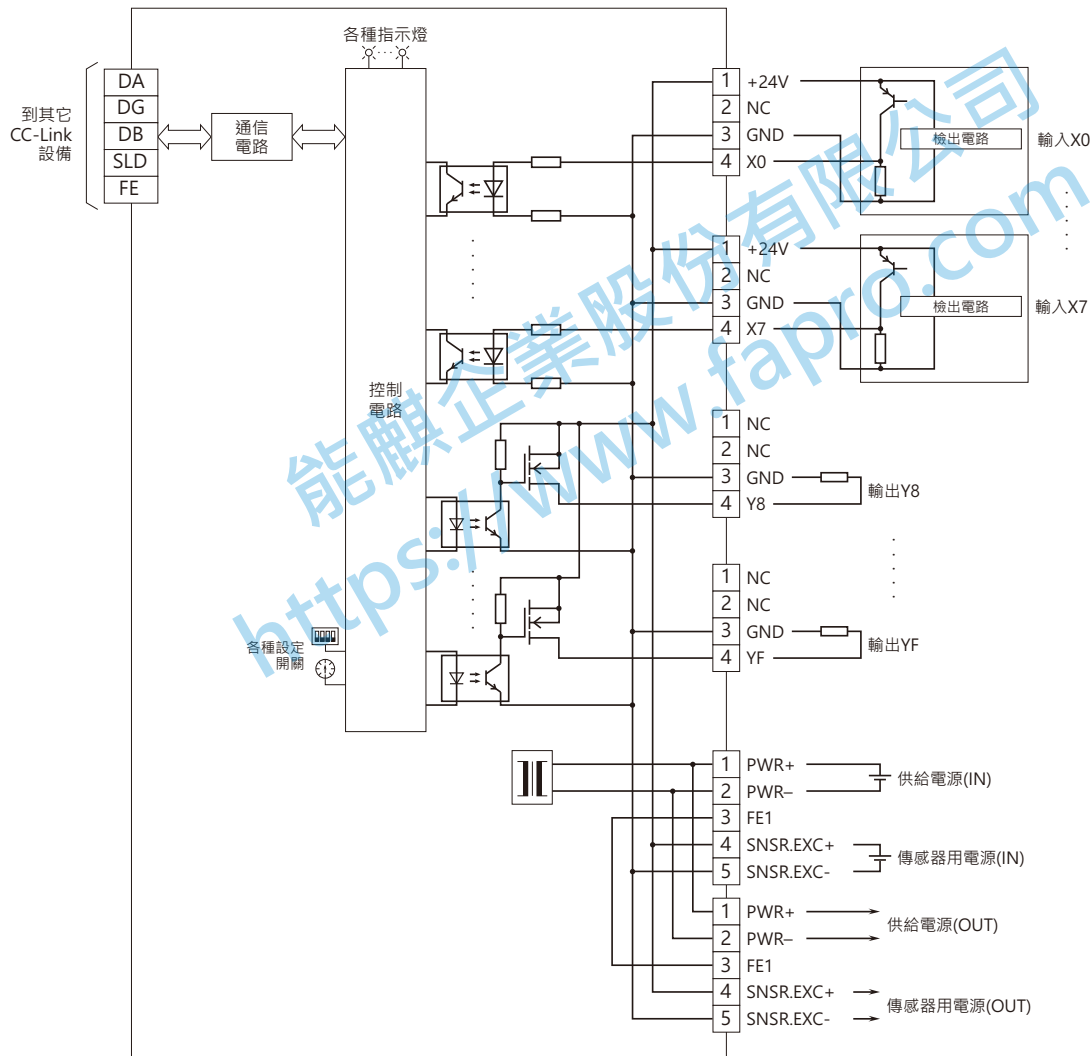 各種指示燈
DA
DG
DB
SLD
FE
到其它
CC-Link
設備
通信
電路
控制
電路
各種設定
開關
1 +24V
2 NC
3 GND
4 X0
檢出電路
輸入X0
1 +24V
2 NC
3 GND
4 X7
檢出電路
輸入X7
1 NC
2 NC
3 GND
4 Y8
輸出Y8
1 NC
2 NC
3 GND
4 YF
輸出YF
1 PWR+
2 PWR–
3 FE1
4 SNSR.EXC+
5 SNSR.EXC-
供給電源(IN)
傳感器用電源(IN)
1 PWR+
2 PWR–
3 FE1
4 SNSR.EXC+
5 SNSR.EXC-
供給電源(OUT)
傳感器用電源(OUT)
能麒企業股份有限公司
https://www.fapro.com